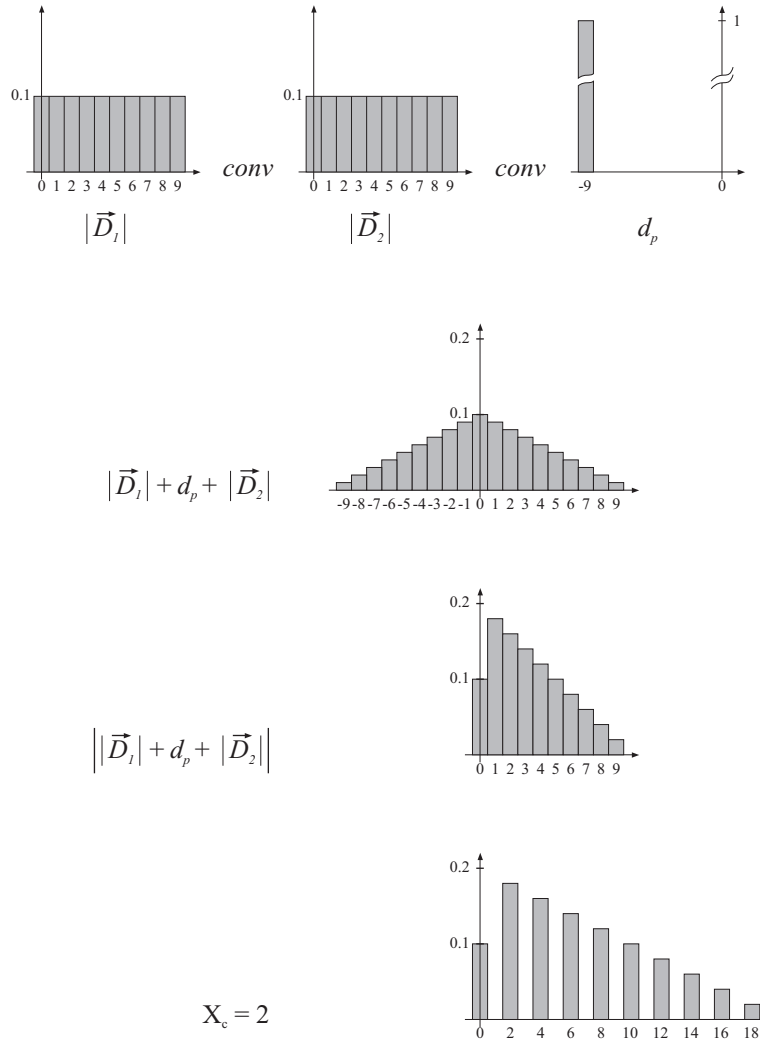 0.1
0 1 2 3 4 5 6 7 8 9
|D₁|
conv
0.1
0 1 2 3 4 5 6 7 8 9
|D₂|
conv
1
-9 0
dₚ
0.2
0.1
-9 -8 -7 -6 -5 -4 -3 -2 -1 0 1 2 3 4 5 6 7 8 9
|D₁| + dₚ + |D₂|
0.2
0.1
0 1 2 3 4 5 6 7 8 9
||D₁| + dₚ + |D₂||
0.2
0.1
0 2 4 6 8 10 12 14 16 18
X꜀ = 2